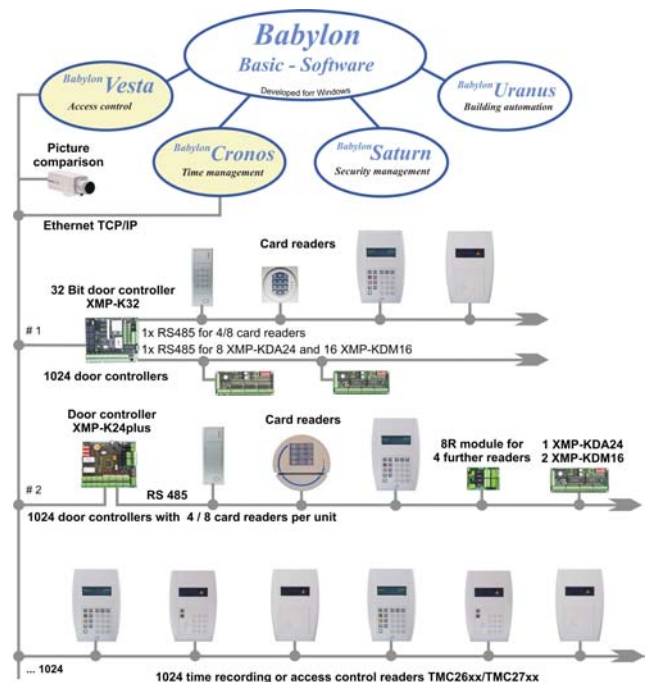 Babylon
Basic - Software
Developed forr Windows
Babylon Vesta
Access control
Babylon Uranus
Building automation
Babylon Cronos
Time management
Babylon Saturn
Security management
Picture
comparison
Ethernet TCP/IP
Card readers
32 Bit door controller
XMP-K32
# 1
1x RS485 for 4/8 card readers
1x RS485 for 8 XMP-KDA24 and 16 XMP-KDM16
1024 door controllers
Door controller
XMP-K24plus
Card readers
8R module for
4 further readers
1 XMP-KDA24
2 XMP-KDM16
# 2
RS 485
1024 door controllers with 4 / 8 card readers per unit
... 1024
1024 time recording or access control readers TMC26xx/TMC27xx